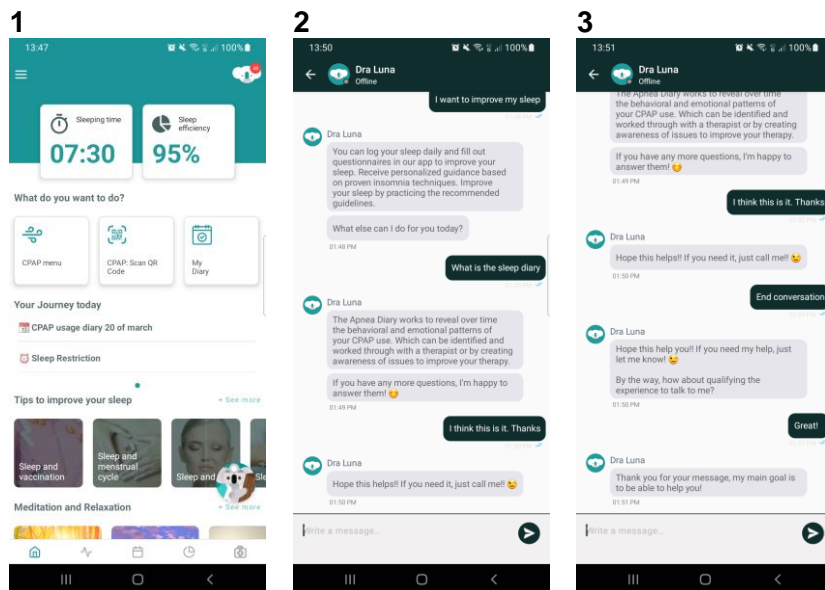 1
13:47
100%
Sleeping time
07:30
Sleep
efficiency
95%
What do you want to do?
CPAP menu
CPAP: Scan QR
Code
My
Diary
Your Journey today
CPAP usage diary 20 of march
Sleep Restriction
Tips to improve your sleep
+ See more
Sleep and
vaccination
Sleep and
menstrual
cycle
Sleep and
Sle
Meditation and Relaxation
+ See more
2
13:50
100%
Dra Luna
Offline
I want to improve my sleep
Dra Luna
You can log your sleep daily and fill out
questionnaires in our app to improve your
sleep. Receive personalized guidance based
on proven insomnia techniques. Improve
your sleep by practicing the recommended
guidelines.
What else can I do for you today?
01:48 PM
What is the sleep diary
Dra Luna
The Apnea Diary works to reveal over time
the behavioral and emotional patterns of
your CPAP use. Which can be identified and
worked through with a therapist or by creating
awareness of issues to improve your therapy.
If you have any more questions, I'm happy to
answer them!
01:49 PM
I think this is it. Thanks
Dra Luna
Hope this helps!! If you need it, just call me!!
01:50 PM
Write a message...
3
13:51
100%
Dra Luna
Offline
The Apnea Diary works to reveal over time
the behavioral and emotional patterns of
your CPAP use. Which can be identified and
worked through with a therapist or by creating
awareness of issues to improve your therapy.
If you have any more questions, I'm happy to
answer them!
01:49 PM
I think this is it. Thanks
Dra Luna
Hope this helps!! If you need it, just call me!!
01:50 PM
End conversation
Dra Luna
Hope this help you!! If you need my help, just
let me know!
By the way, how about qualifying the
experience to talk to me?
01:50 PM
Great!
Dra Luna
Thank you for your message, my main goal is
to be able to help you!
01:51 PM
Write a message...